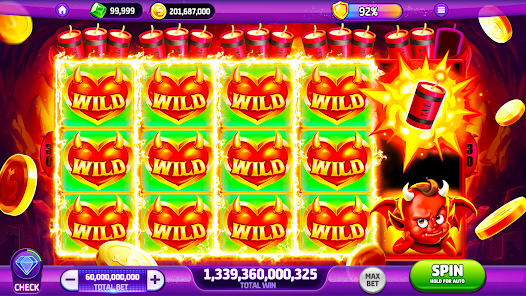 99,999
201,687,000
92%
WILD WILD WILD WILD
WILD WILD WILD WILD
WILD WILD WILD WILD
30
30
CHECK
60,000,000,000
TOTAL BET
1,339,360,000,325
TOTAL WIN
MAX
BET
SPIN
HOLD FOR AUTO